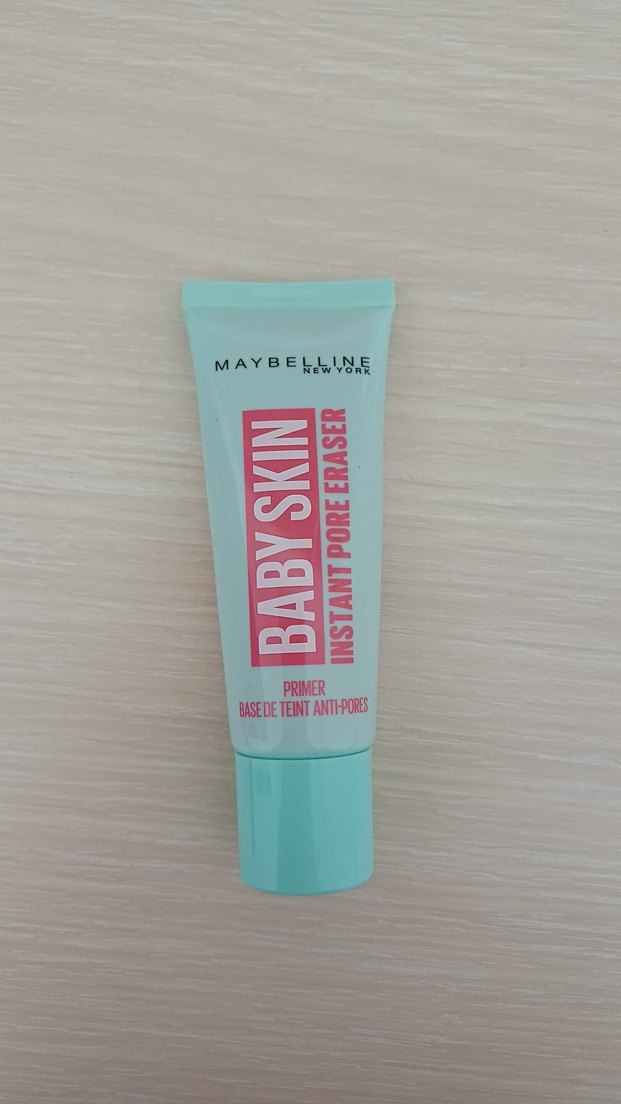 MAYBELLINE
NEW YORK
BABY SKIN
INSTANT PORE ERASER
PRIMER
BASE DE TEINT ANTI-PORES